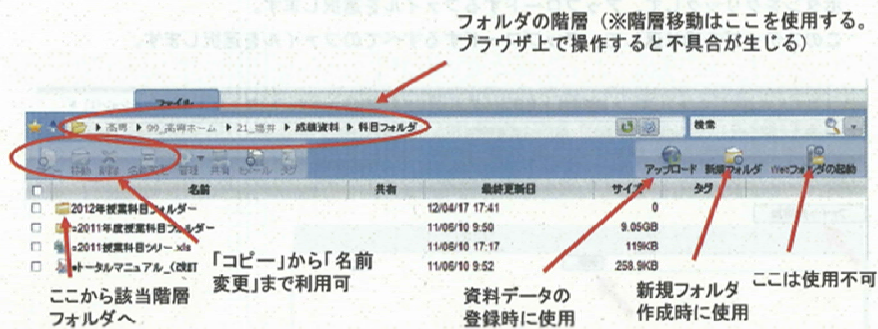 フォルダの階層（※階層移動はここを使用する。
ブラウザ上で操作すると不具合が生じる）
ファイル
高専 ▶ 99_高専ホーム ▶ 21_福井 ▶ 成績資料 ▶ 科目フォルダ
検索
移動 削除 管理 共有 Eメール タグ
アップロード 新規フォルダ Webフォルダの起動
名前 共有 最終更新日 サイズ タグ
2012年授業科目フォルダー 12/04/17 17:41 0
=2011年度授業科目フォルダー 11/06/10 9:50 9.05GB
=2011授業科目シリー .xls 11/06/10 17:17 119KB
トータルマニュアル_(改訂 11/06/10 9:52 258.9KB
「コピー」から「名前
変更」まで利用可
ここから該当階層
フォルダへ
資料データの
登録時に使用
新規フォルダ
作成時に使用
ここは使用不可